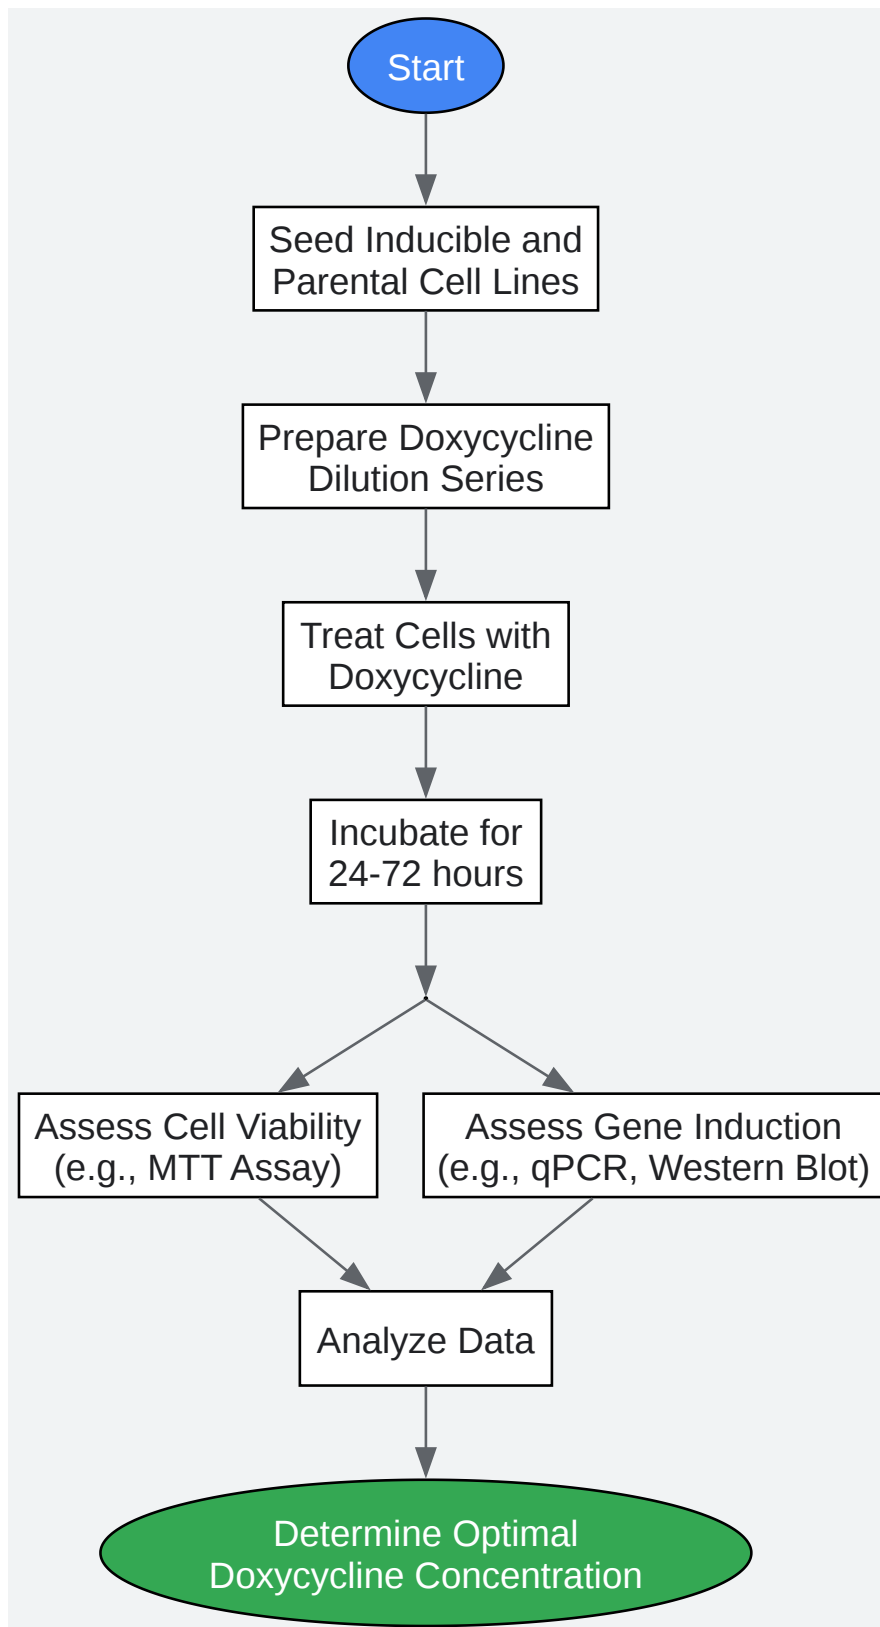 Start
Seed Inducible and
Parental Cell Lines
Prepare Doxycycline
Dilution Series
Treat Cells with
Doxycycline
Incubate for
24-72 hours
Assess Cell Viability
(e.g., MTT Assay)
Assess Gene Induction
(e.g., qPCR, Western Blot)
Analyze Data
Determine Optimal
Doxycycline Concentration